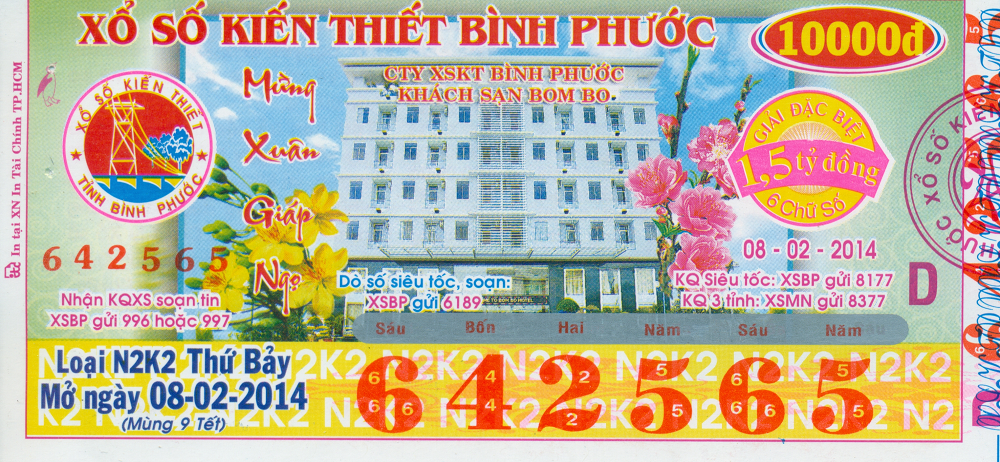 XỔ SỐ KIẾN THIẾT BÌNH PHƯỚC
10000đ
In tại XN In Tài Chính TP.HCM
XỔ SỐ KIẾN THIẾT
TỈNH BÌNH PHƯỚC
Mừng
Xuân
Giáp
Ngọ
CTY XSKT BÌNH PHƯỚC
KHÁCH SẠN BOM BO
GIẢI ĐẶC BIỆT
1,5 tỷ đồng
6 Chữ Số
XỔ SỐ KIẾ
ƯỚC
642565
08 - 02 - 2014
D
Nhận KQXS soạn tin
XSBP gửi 996 hoặc 997
Dò số siêu tốc, soạn:
XSBP gửi 6189
KQ Siêu tốc: XSBP gửi 8177
KQ 3 tỉnh: XSMN gửi 8377
Sáu Bốn Hai Năm Sáu Năm
Loại N2K2 Thứ Bảy
Mở ngày 08-02-2014
(Mùng 9 Tết)
642565